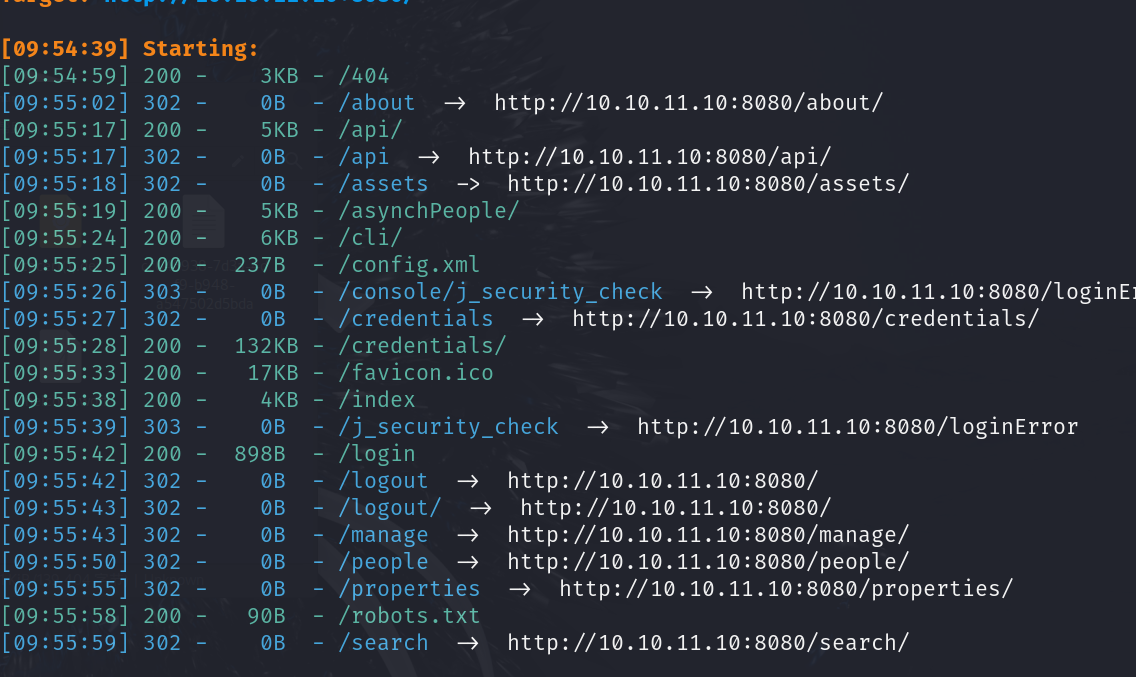 [09:54:39] Starting:
[09:54:59] 200 -    3KB - /404
[09:55:02] 302 -    0B  - /about  ->  http://10.10.11.10:8080/about/
[09:55:17] 200 -    5KB - /api/
[09:55:17] 302 -    0B  - /api  ->  http://10.10.11.10:8080/api/
[09:55:18] 302 -    0B  - /assets  ->  http://10.10.11.10:8080/assets/
[09:55:19] 200 -    5KB - /asynchPeople/
[09:55:24] 200 -    6KB - /cli/
[09:55:25] 200 -  237B  - /config.xml
[09:55:26] 303 -    0B  - /console/j_security_check  ->  http://10.10.11.10:8080/loginEr
[09:55:27] 302 -    0B  - /credentials  ->  http://10.10.11.10:8080/credentials/
[09:55:28] 200 -  132KB - /credentials/
[09:55:33] 200 -   17KB - /favicon.ico
[09:55:38] 200 -    4KB - /index
[09:55:39] 303 -    0B  - /j_security_check  ->  http://10.10.11.10:8080/loginError
[09:55:42] 200 -  898B  - /login
[09:55:42] 302 -    0B  - /logout  ->  http://10.10.11.10:8080/
[09:55:43] 302 -    0B  - /logout/  ->  http://10.10.11.10:8080/
[09:55:43] 302 -    0B  - /manage  ->  http://10.10.11.10:8080/manage/
[09:55:50] 302 -    0B  - /people  ->  http://10.10.11.10:8080/people/
[09:55:55] 302 -    0B  - /properties  ->  http://10.10.11.10:8080/properties/
[09:55:58] 200 -   90B  - /robots.txt
[09:55:59] 302 -    0B  - /search  ->  http://10.10.11.10:8080/search/